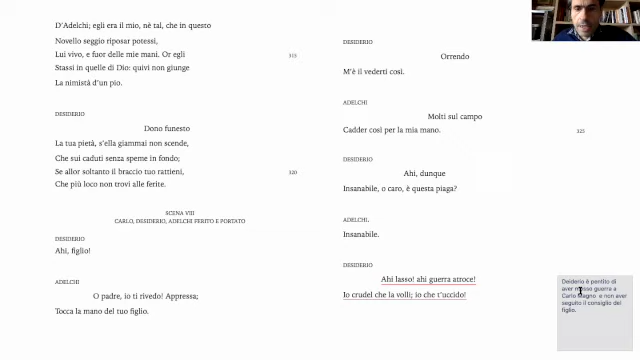 D'Adelchi; egli era il mio, nè tal, che in questo
Novello seggio riposar potessi,
Lui vivo, e fuor delle mie mani. Or egli
315
Stassi in quelle di Dio: quivi non giunge
La nimistà d'un pio.
DESIDERIO
Dono funesto
La tua pietà, s'ella giammai non scende,
Che sui caduti senza speme in fondo;
Se allor soltanto il braccio tuo rattieni,
320
Che più loco non trovi alle ferite.
SCENA VIII
CARLO, DESIDERIO, ADELCHI FERITO E PORTATO
DESIDERIO
Ahi, figlio!
ADELCHI
O padre, io ti rivedo! Appressa;
Tocca la mano del tuo figlio.
DESIDERIO
Orrendo
M'è il vederti così.
ADELCHI
Molti sul campo
Cadder così per la mia mano.
325
DESIDERIO
Ahi, dunque
Insanabile, o caro, è questa piaga?
ADELCHI.
Insanabile.
DESIDERIO
Ahi lasso! ahi guerra atroce!
Io crudel che la volli; io che t'uccido!
Deiderio è pentito di
aver mosso guerra a
Carlo Magno e non aver
seguito il consiglio del
figlio.